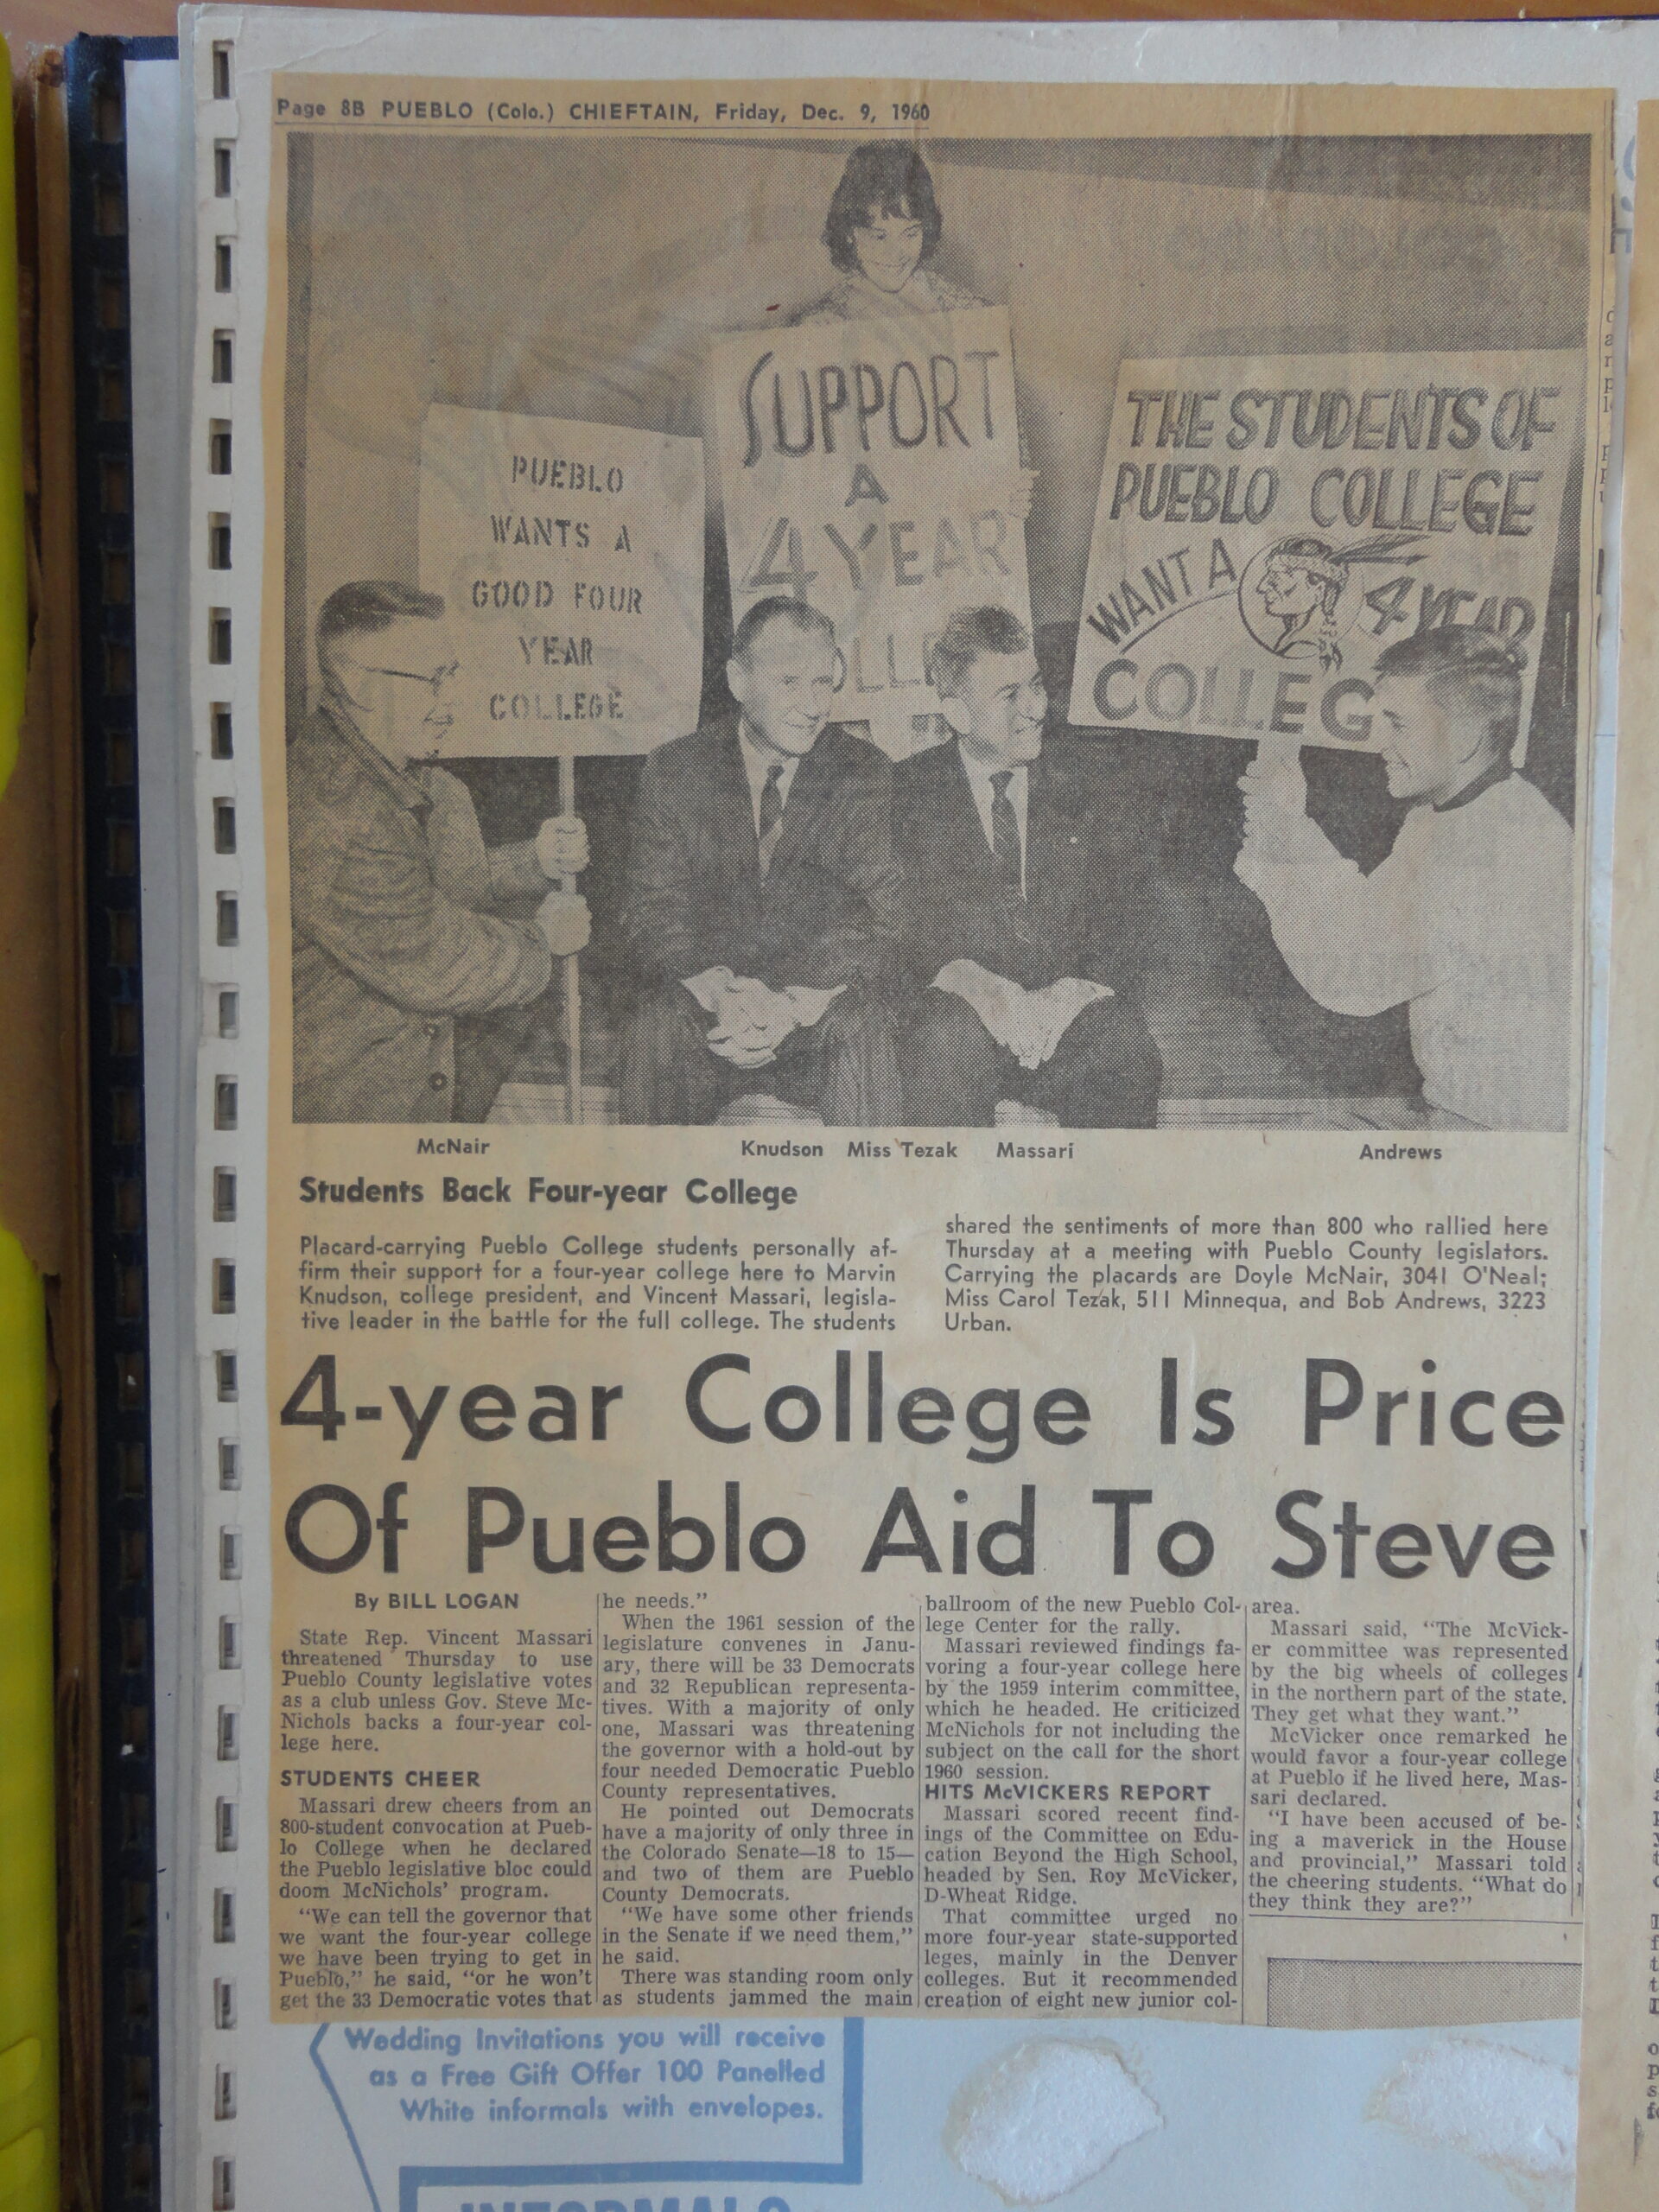 Page 8B PUEBLO (Colo.) CHIEFTAIN, Friday, Dec. 9, 1960
PUEBLO
WANTS A
GOOD FOUR
YEAR
COLLEGE
SUPPORT
A
4 YEAR
THE STUDENTS OF
PUEBLO COLLEGE
WANT A 4 YEAR
COLLEG
McNair
Knudson Miss Tezak Massari
Andrews
Students Back Four-year College
Placard-carrying Pueblo College students personally af-
firm their support for a four-year college here to Marvin
Knudson, college president, and Vincent Massari, legisla-
tive leader in the battle for the full college. The students
shared the sentiments of more than 800 who rallied here
Thursday at a meeting with Pueblo County legislators.
Carrying the placards are Doyle McNair, 3041 O'Neal;
Miss Carol Tezak, 511 Minnequa, and Bob Andrews, 3223
Urban.
4-year College Is Price
Of Pueblo Aid To Steve
By BILL LOGAN
State Rep. Vincent Massari
threatened Thursday to use
Pueblo County legislative votes
as a club unless Gov. Steve Mc-
Nichols backs a four-year col-
lege here.
STUDENTS CHEER
Massari drew cheers from an
800-student convocation at Pueb-
lo College when he declared
the Pueblo legislative bloc could
doom McNichols' program.
"We can tell the governor that
we want the four-year college
we have been trying to get in
Pueblo," he said, "or he won't
get the 33 Democratic votes that
he needs."
When the 1961 session of the
legislature convenes in Janu-
ary, there will be 33 Democrats
and 32 Republican representa-
tives. With a majority of only
one, Massari was threatening
the governor with a hold-out by
four needed Democratic Pueblo
County representatives.
He pointed out Democrats
have a majority of only three in
the Colorado Senate—18 to 15—
and two of them are Pueblo
County Democrats.
"We have some other friends
in the Senate if we need them,"
he said.
There was standing room only
as students jammed the main
ballroom of the new Pueblo Col-
lege Center for the rally.
Massari reviewed findings fa-
voring a four-year college here
by the 1959 interim committee,
which he headed. He criticized
McNichols for not including the
subject on the call for the short
1960 session.
HITS McVICKERS REPORT
Massari scored recent find-
ings of the Committee on Edu-
cation Beyond the High School,
headed by Sen. Roy McVicker,
D-Wheat Ridge.
That committee urged no
more four-year state-supported
leges, mainly in the Denver
colleges. But it recommended
creation of eight new junior col-
area.
Massari said, "The McVick-
er committee was represented
by the big wheels of colleges
in the northern part of the state.
They get what they want."
McVicker once remarked he
would favor a four-year college
at Pueblo if he lived here, Mas-
sari declared.
"I have been accused of be-
ing a maverick in the House
and provincial," Massari told
the cheering students. "What do
they think they are?"
Wedding Invitations you will receive
as a Free Gift Offer 100 Panelled
White informals with envelopes.
INFORMALS